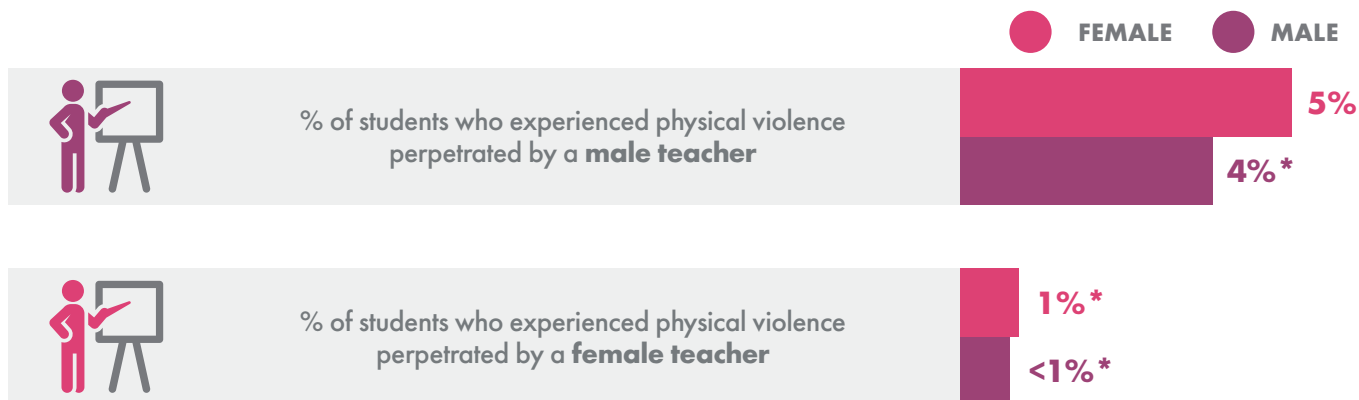 FEMALE MALE
% of students who experienced physical violence
perpetrated by a male teacher
5%
4%*
% of students who experienced physical violence
perpetrated by a female teacher
1%*
<1%*